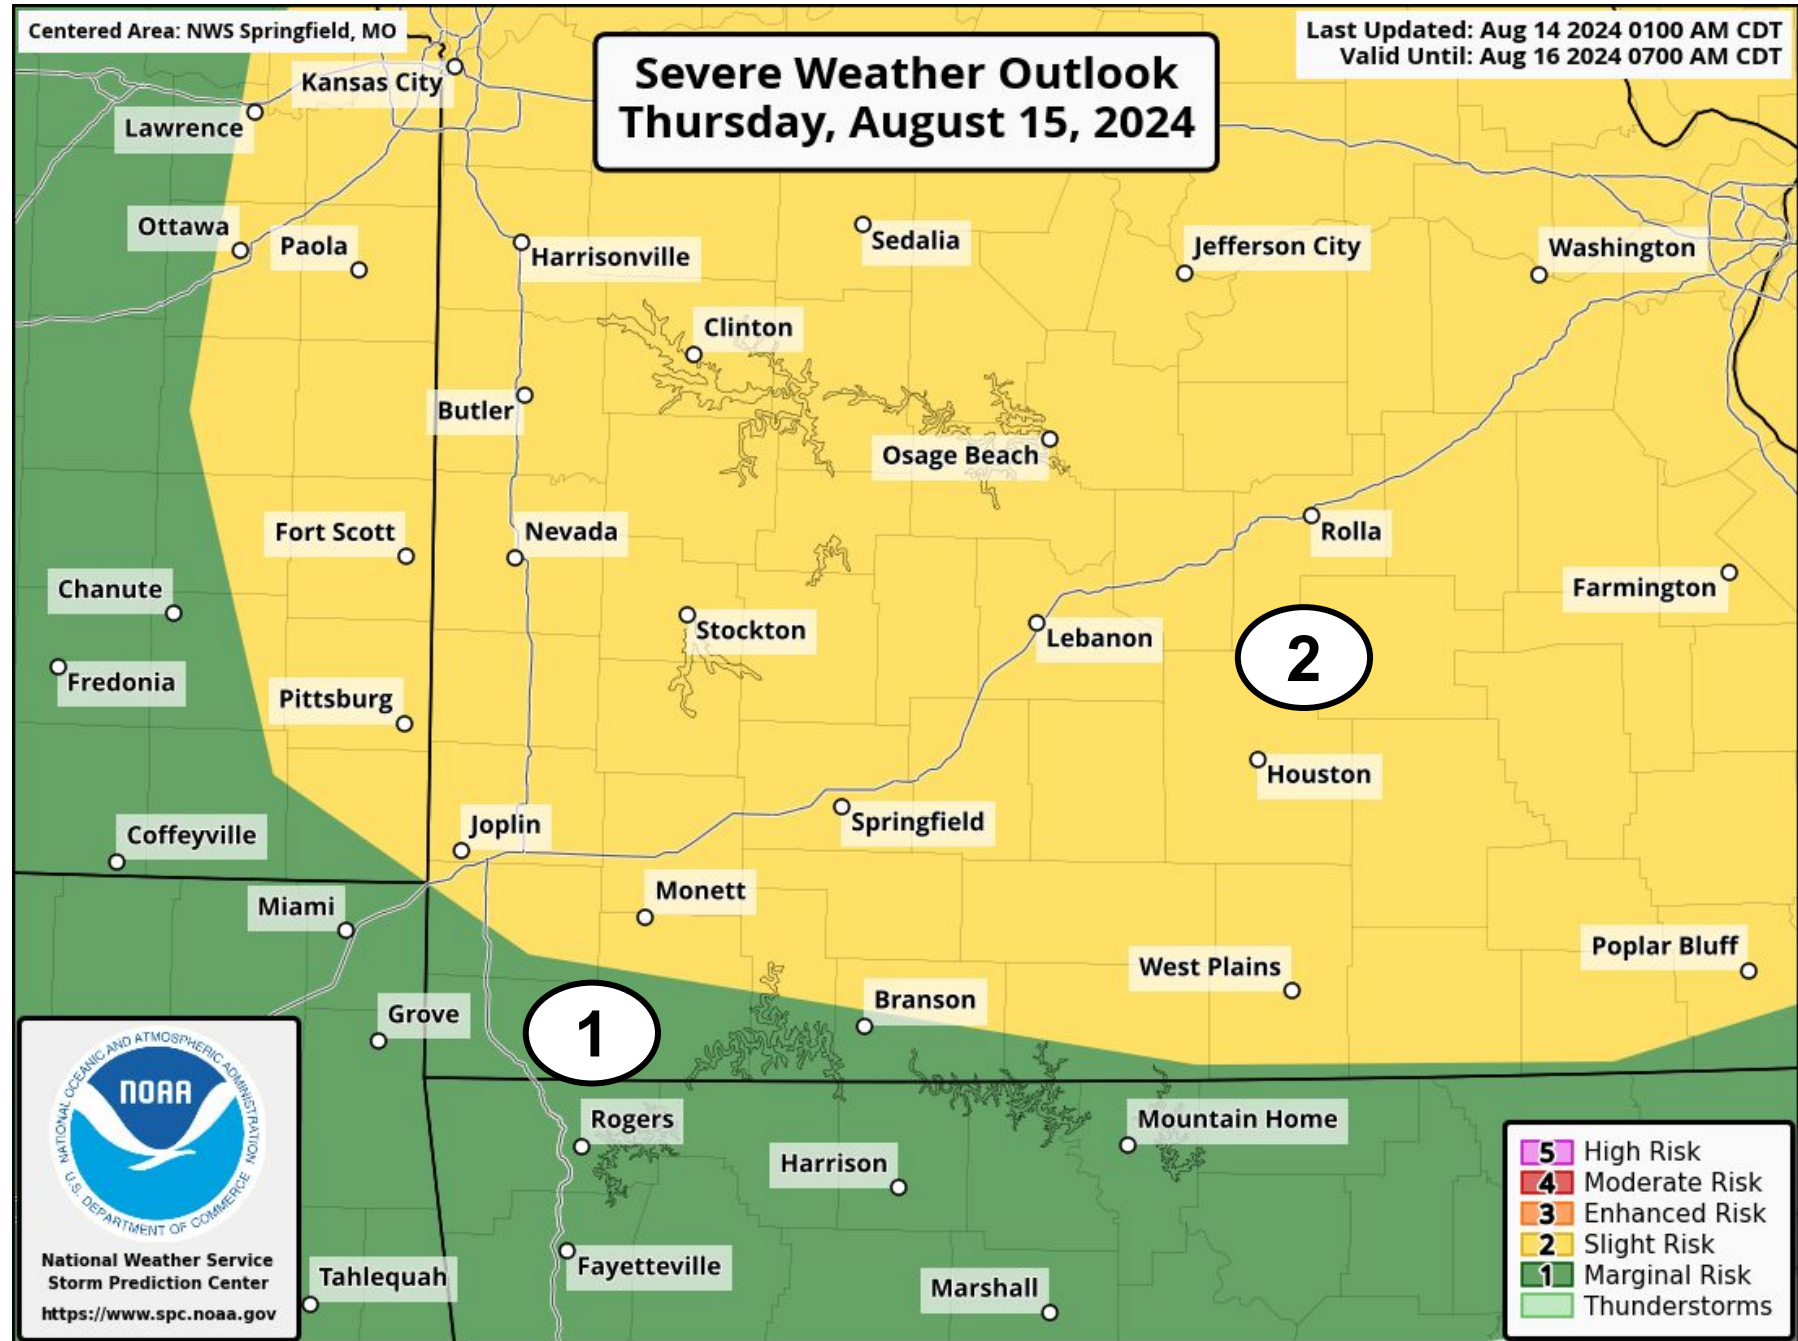 Centered Area: NWS Springfield, MO
Severe Weather Outlook
Thursday, August 15, 2024
Last Updated: Aug 14 2024 0100 AM CDT
Valid Until: Aug 16 2024 0700 AM CDT
Kansas City
Lawrence
Ottawa
Paola
Harrisonville
Sedalia
Jefferson City
Washington
Clinton
Butler
Osage Beach
Fort Scott
Nevada
Rolla
Chanute
Farmington
Stockton
Lebanon
2
Fredonia
Pittsburg
Houston
Joplin
Springfield
Coffeyville
Monett
Miami
Poplar Bluff
West Plains
Branson
Grove
1
Rogers
Mountain Home
Harrison
Fayetteville
Tahlequah
Marshall
NATIONAL OCEANIC AND ATMOSPHERIC ADMINISTRATION
NOAA
U.S. DEPARTMENT OF COMMERCE
National Weather Service
Storm Prediction Center
https://www.spc.noaa.gov
5 High Risk
4 Moderate Risk
3 Enhanced Risk
2 Slight Risk
1 Marginal Risk
Thunderstorms